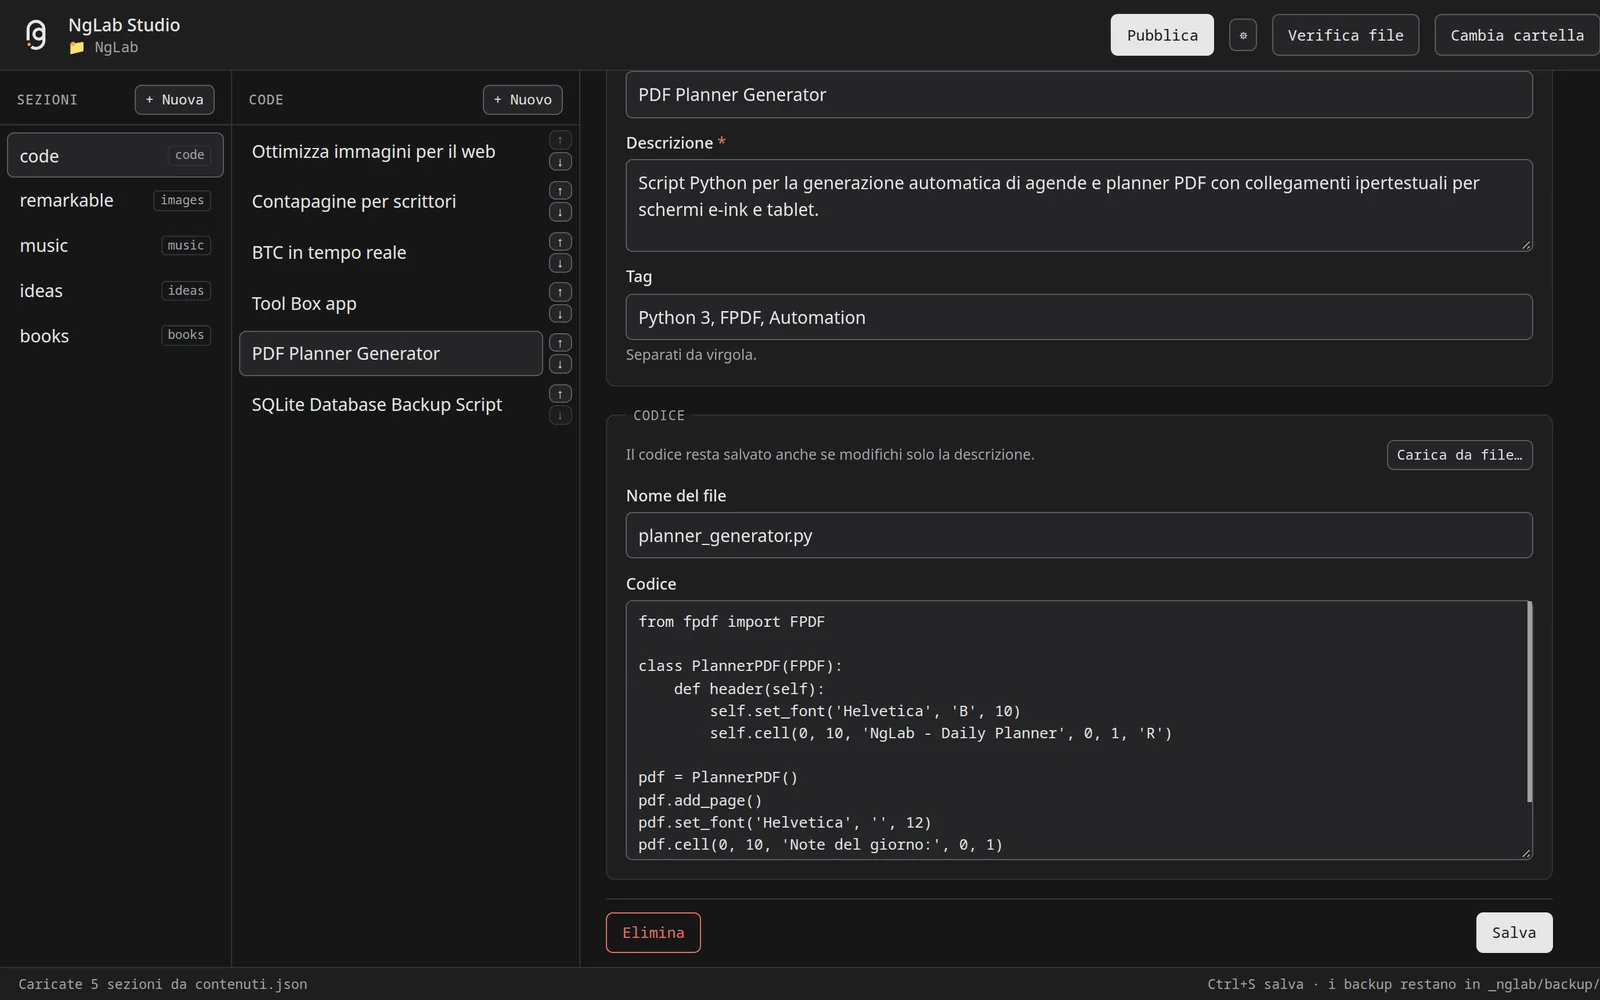 NgLab Studio
📁 NgLab
Pubblica
⚙
Verifica file
Cambia cartella
SEZIONI
+ Nuova
code
code
remarkable
images
music
music
ideas
ideas
books
books
CODE
+ Nuovo
Ottimizza immagini per il web
↑
↓
Contapagine per scrittori
↑
↓
BTC in tempo reale
↑
↓
Tool Box app
↑
↓
PDF Planner Generator
↑
↓
SQLite Database Backup Script
↑
↓
PDF Planner Generator
Descrizione *
Script Python per la generazione automatica di agende e planner PDF con collegamenti ipertestuali per
schermi e-ink e tablet.
Tag
Python 3, FPDF, Automation
Separati da virgola.
CODICE
Il codice resta salvato anche se modifichi solo la descrizione.
Carica da file…
Nome del file
planner_generator.py
Codice
from fpdf import FPDF

class PlannerPDF(FPDF):
    def header(self):
        self.set_font('Helvetica', 'B', 10)
        self.cell(0, 10, 'NgLab - Daily Planner', 0, 1, 'R')

pdf = PlannerPDF()
pdf.add_page()
pdf.set_font('Helvetica', '', 12)
pdf.cell(0, 10, 'Note del giorno:', 0, 1)
Elimina
Salva
Caricate 5 sezioni da contenuti.json
Ctrl+S salva · i backup restano in _nglab/backup/